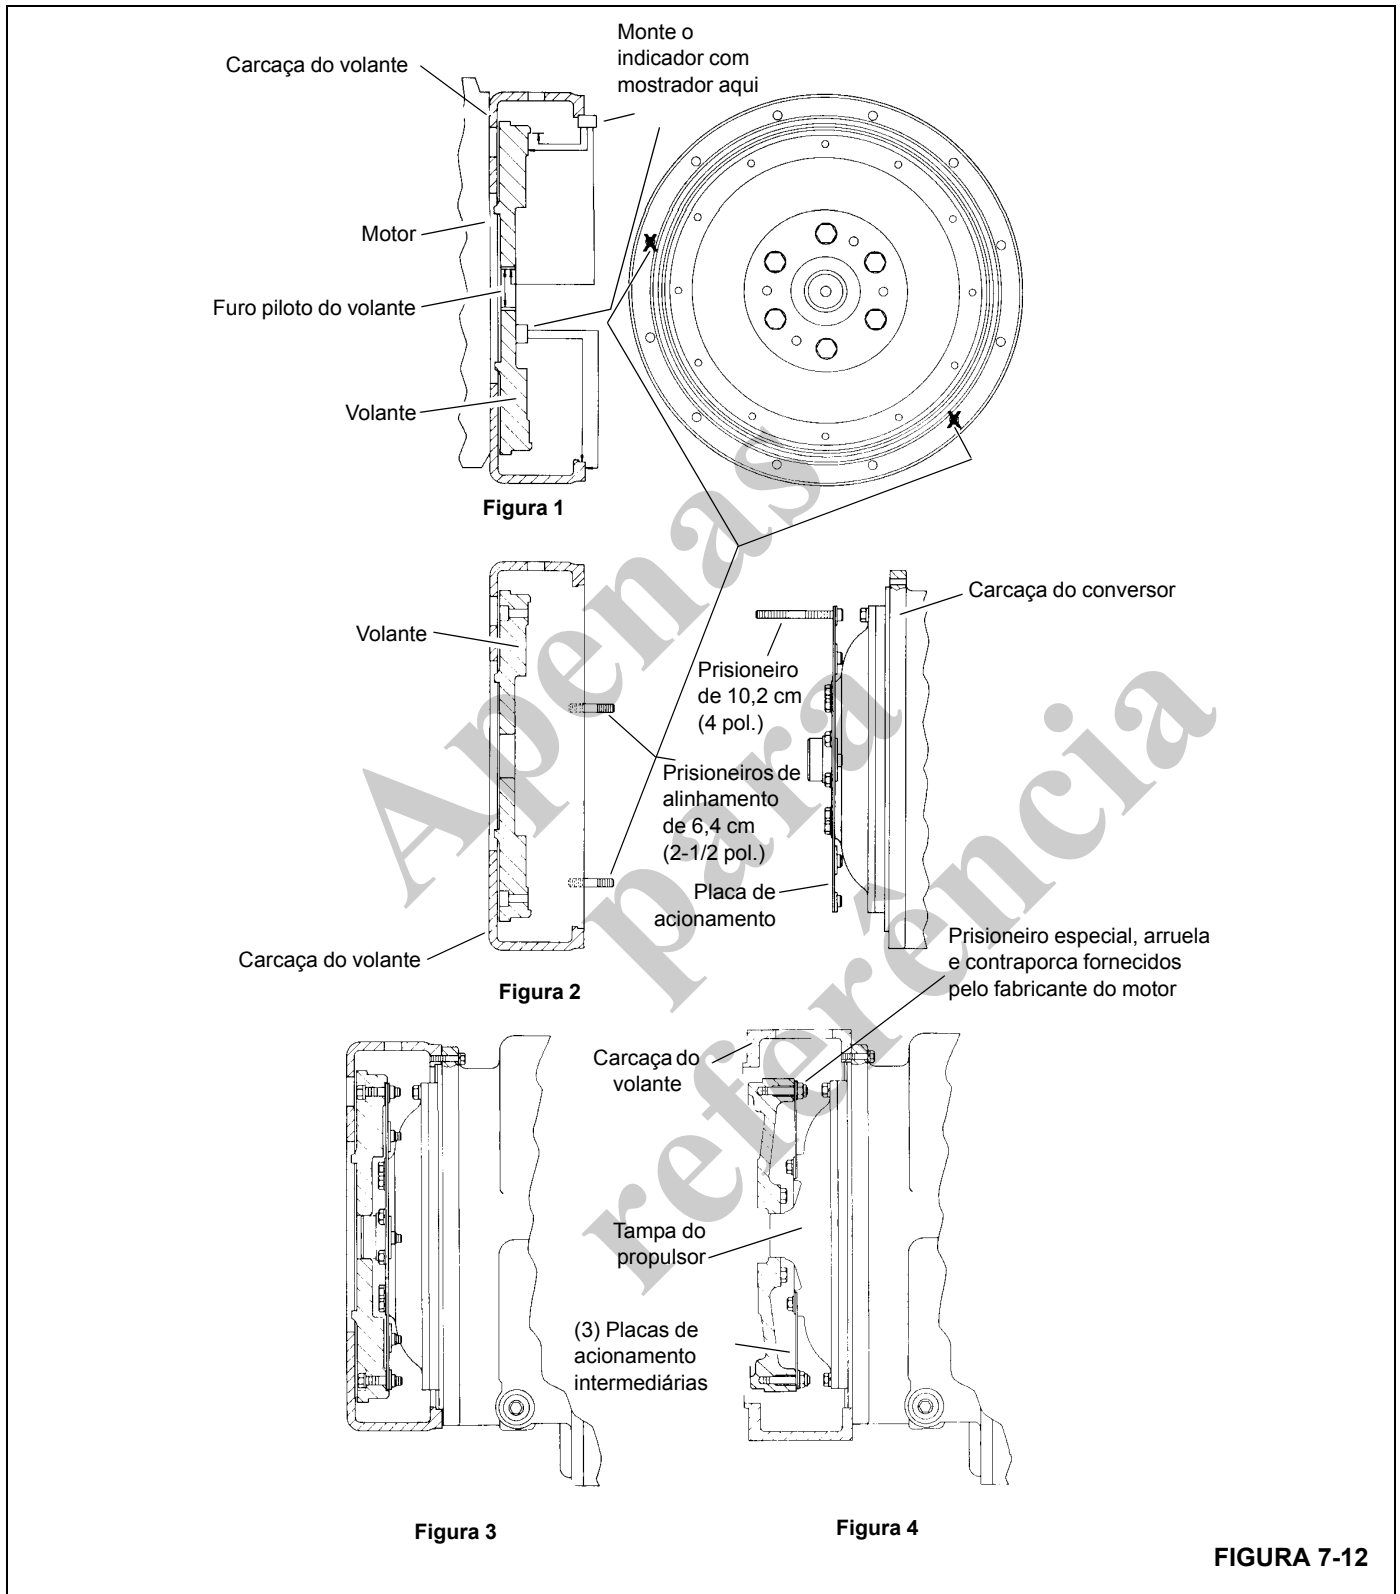 Monte o
indicador com
mostrador aqui
Carcaça do volante
Motor
Furo piloto do volante
Volante
Figura 1
Carcaça do conversor
Volante
Prisioneiro
de 10,2 cm
(4 pol.)
Prisioneiros de
alinhamento
de 6,4 cm
(2-1/2 pol.)
Placa de
acionamento
Carcaça do volante
Figura 2
Prisioneiro especial, arruela
e contraporca fornecidos
pelo fabricante do motor
Carcaça do
volante
Tampa do
propulsor
(3) Placas de
acionamento
intermediárias
Figura 3
Figura 4
FIGURA 7-12
Apenas
para
referência